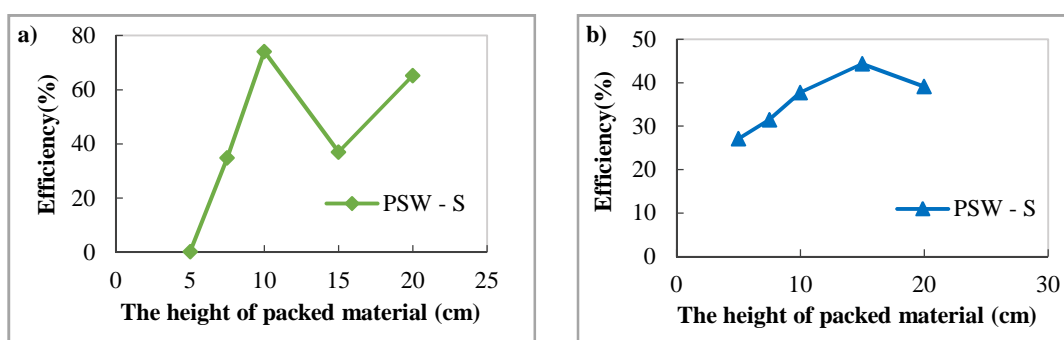 a)
80
60
40
20
0
Efficiency(%)
PSW - S
0 5 10 15 20 25
The height of packed material (cm)
b)
50
40
30
20
10
0
Efficiency(%)
PSW - S
0 10 20 30
The height of packed material (cm)